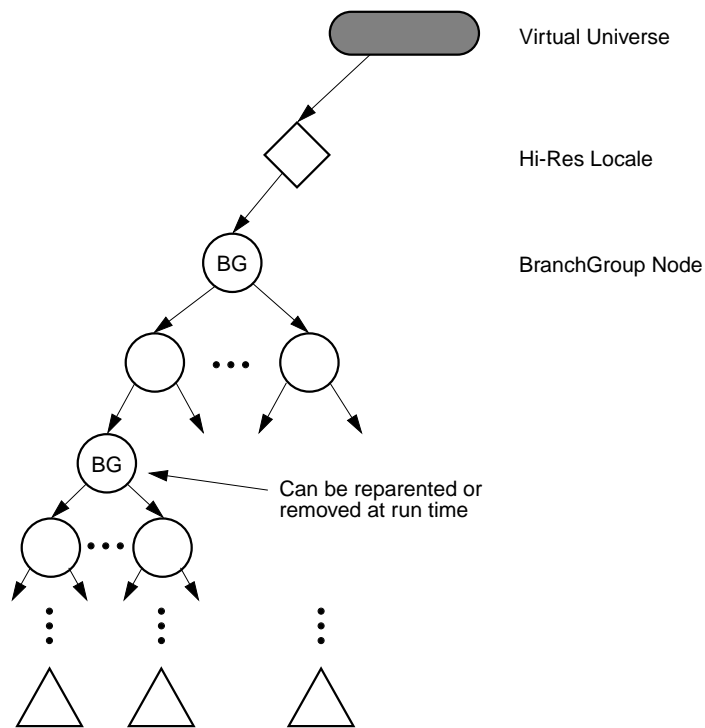 Virtual Universe
Hi-Res Locale
BG
BranchGroup Node
BG
Can be reparented or
removed at run time